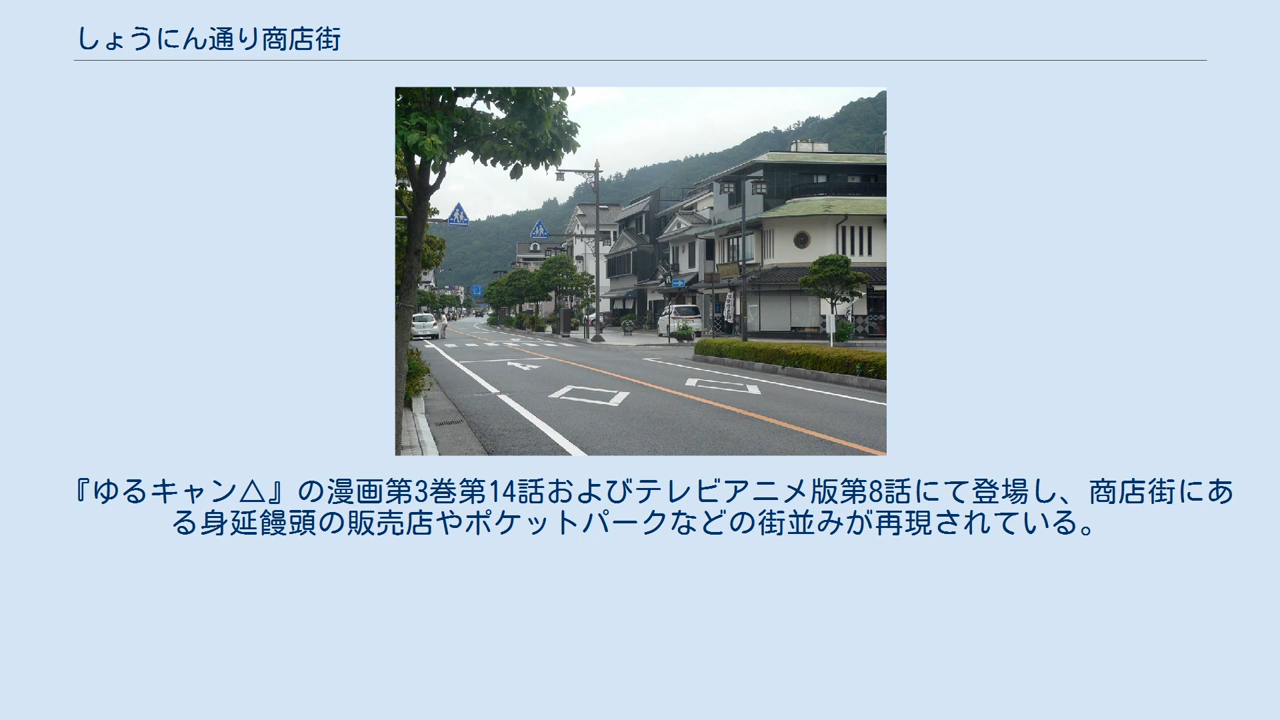 しょうにん通り商店街
『ゆるキャン△』の漫画第3巻第14話およびテレビアニメ版第8話にて登場し、商店街にあ
る身延饅頭の販売店やポケットパークなどの街並みが再現されている。